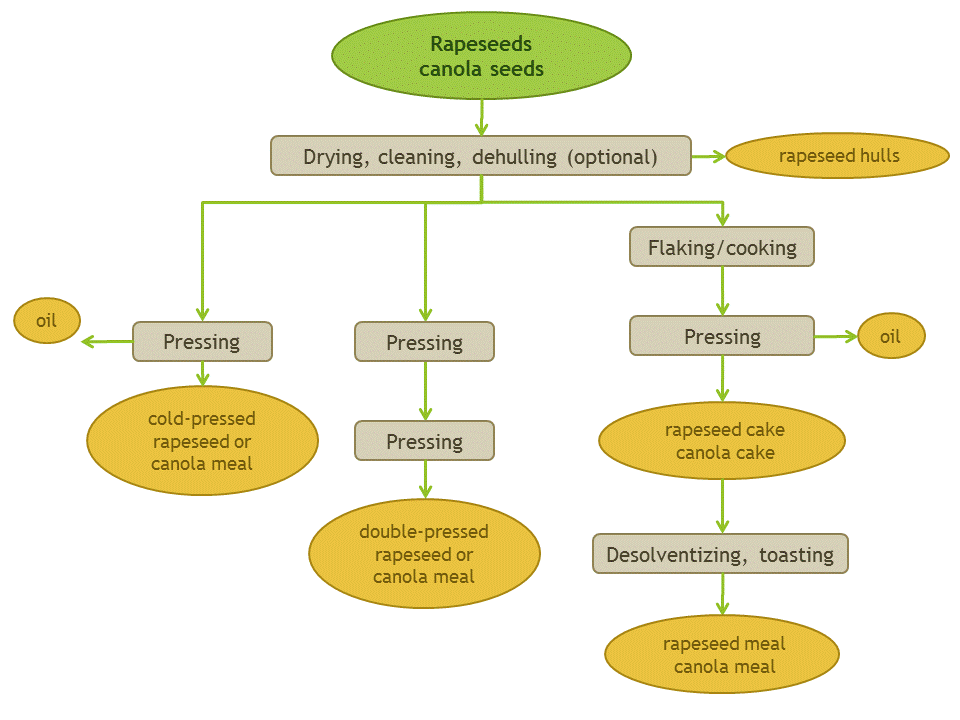 Rapeseeds
canola seeds
Drying, cleaning, dehulling (optional)
rapeseed hulls
Flaking/cooking
oil
Pressing
Pressing
Pressing
oil
cold-pressed
rapeseed or
canola meal
Pressing
rapeseed cake
canola cake
double-pressed
rapeseed or
canola meal
Desolventizing, toasting
rapeseed meal
canola meal